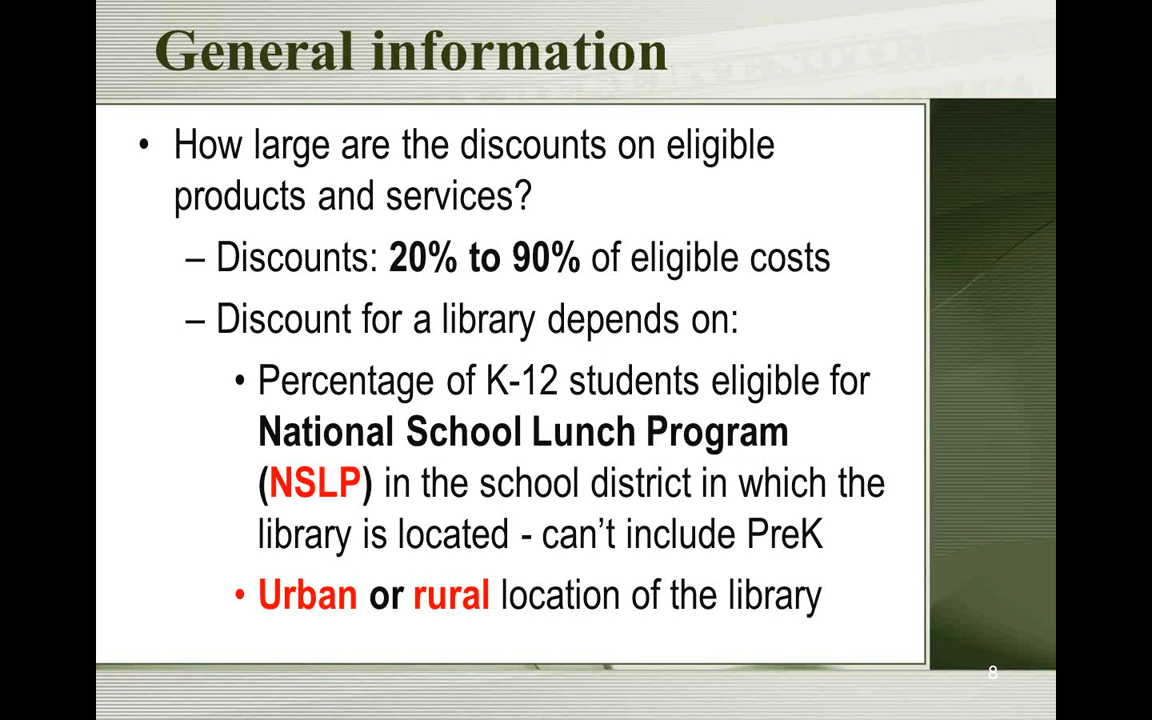 General information
• How large are the discounts on eligible
products and services?
– Discounts: 20% to 90% of eligible costs
– Discount for a library depends on:
• Percentage of K-12 students eligible for
National School Lunch Program
(NSLP) in the school district in which the
library is located - can’t include PreK
• Urban or rural location of the library
8